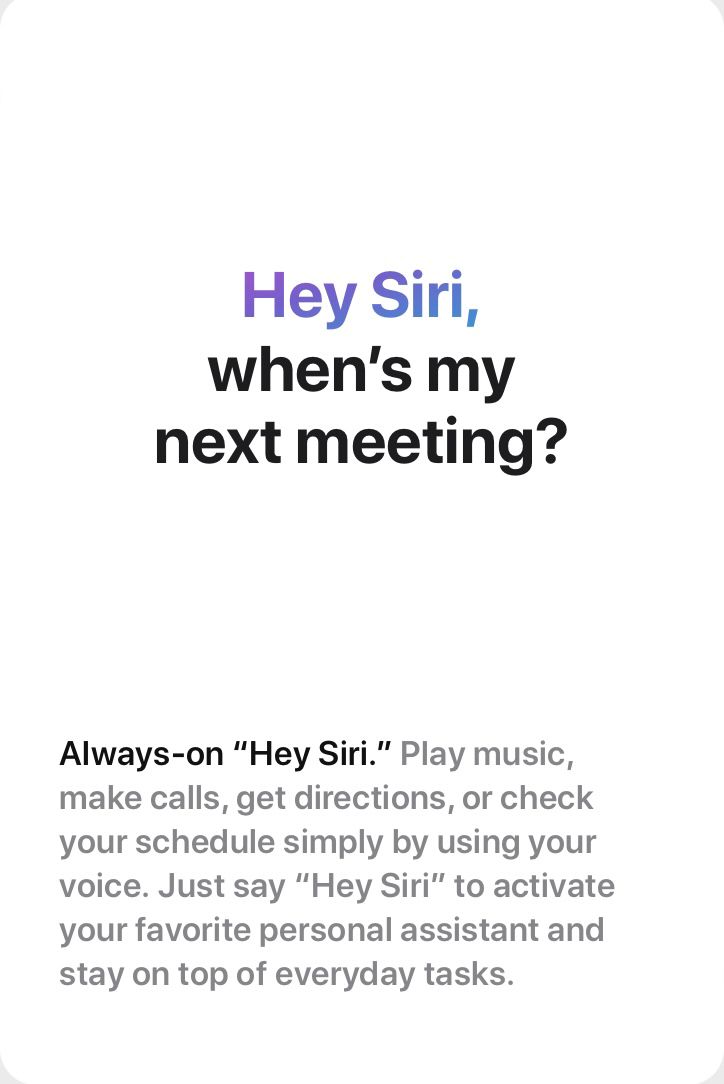 Hey Siri,
when’s my
next meeting?
Always-on “Hey Siri.” Play music,
make calls, get directions, or check
your schedule simply by using your
voice. Just say “Hey Siri” to activate
your favorite personal assistant and
stay on top of everyday tasks.